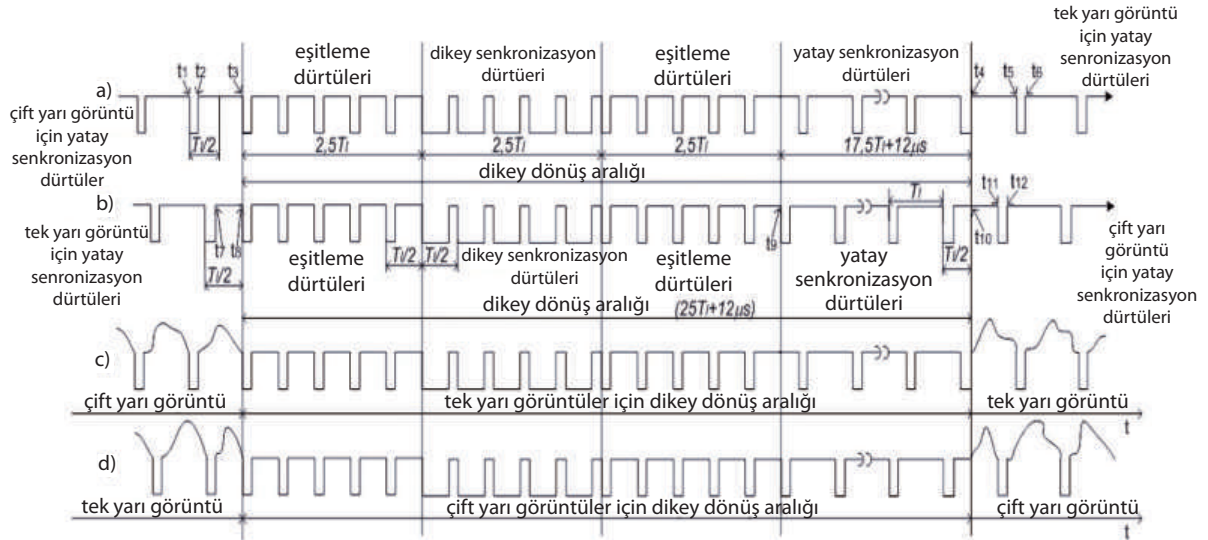 tek yarı görüntü
için yatay
senronizasyon
dürtüleri
eşitleme
dürtüleri
dikey senkronizasyon
dürtüeri
eşitleme
dürtüleri
yatay senkronizasyon
dürtüleri
a)
t1
t2
t3
t4
t5
t6
çift yarı görüntü
için yatay
senkronizasyon
dürtüler
Tı/2
2,5Tı
2,5Tı
2,5Tı
17,5Tı+12µs
dikey dönüş aralığı
b)
Tı
t11
t12
tek yarı görüntü
için yatay
senronizasyon
dürtüleri
t7
t8
Tı/2
eşitleme
dürtüleri
Tı/2
Tı/2
dikey senkronizasyon
dürtüleri
eşitleme
dürtüleri
t9
yatay
senkronizasyon
dürtüleri
Tı/2
t10
çift yarı
görüntü
için yatay
senkronizasyon
dürtüleri
dikey dönüş aralığı
(25Tı+12µs)
c)
çift yarı görüntü
tek yarı görüntüler için dikey dönüş aralığı
tek yarı görüntü
t
d)
tek yarı görüntü
çift yarı görüntüler için dikey dönüş aralığı
çift yarı görüntü
t